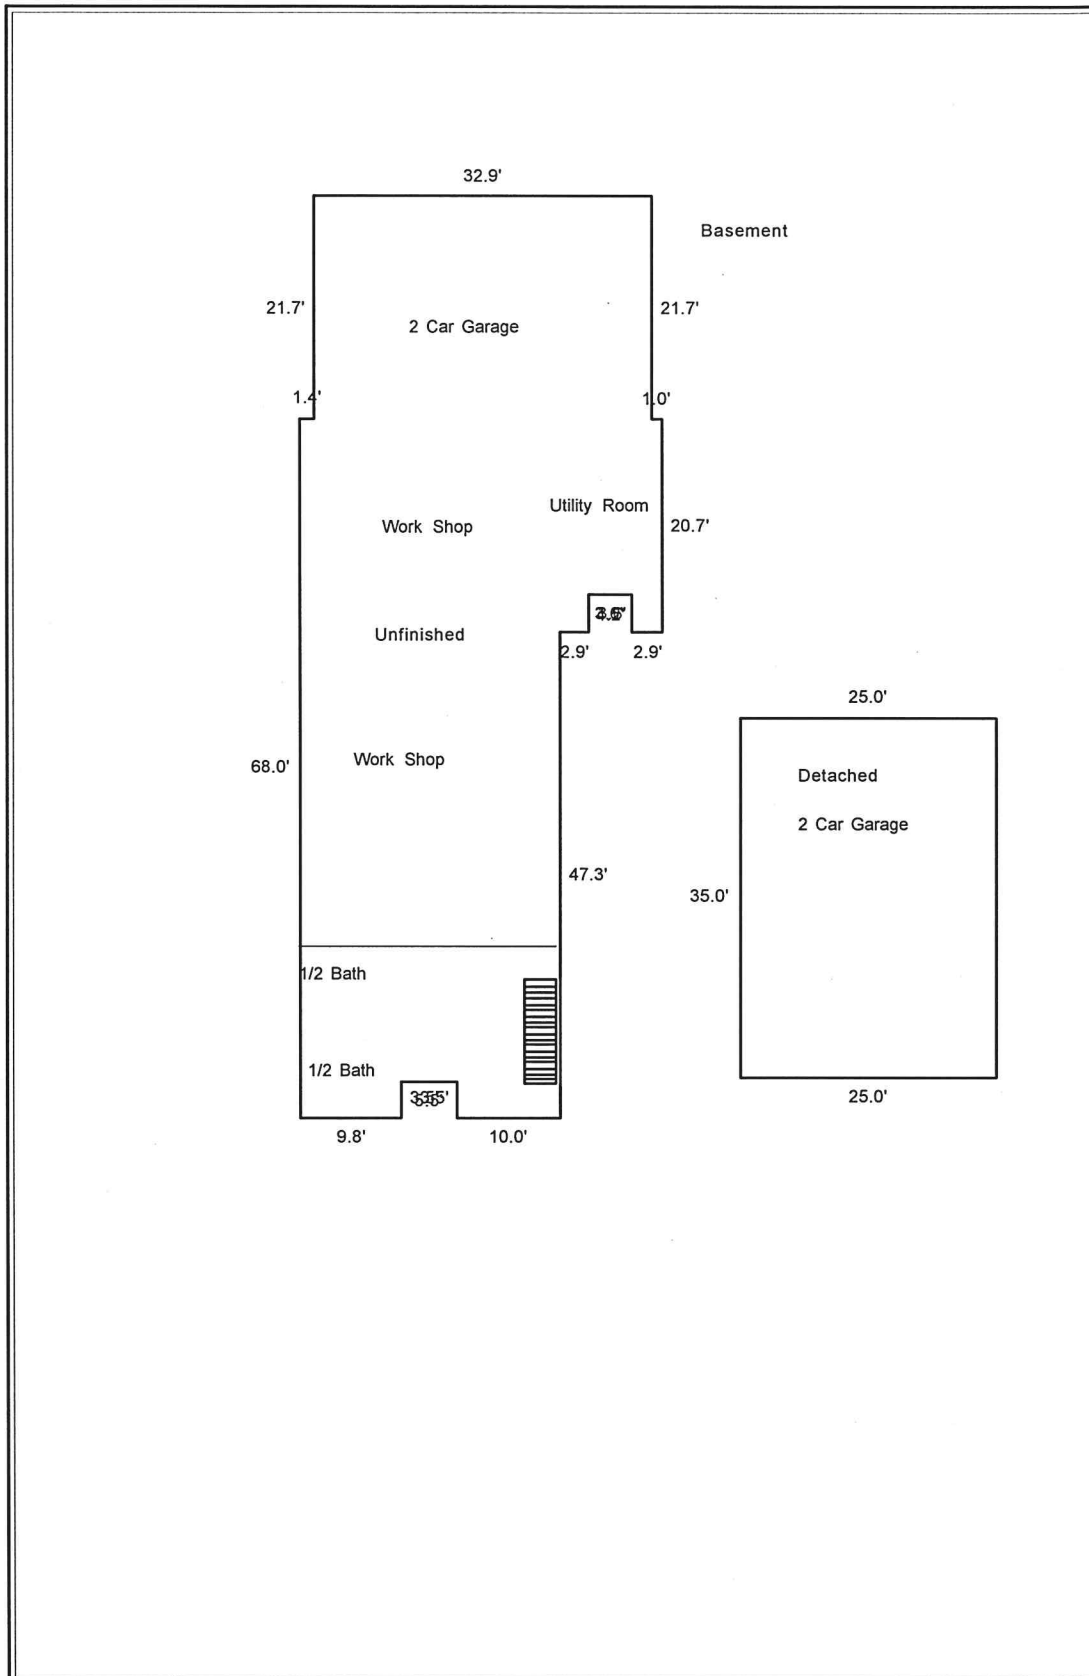 32.9'
Basement
21.7'
21.7'
2 Car Garage
1.4'
1.0'
Utility Room
Work Shop
20.7'
Unfinished
2.9'
2.9'
25.0'
68.0'
Work Shop
Detached
2 Car Garage
47.3'
35.0'
1/2 Bath
1/2 Bath
25.0'
9.8'
10.0'